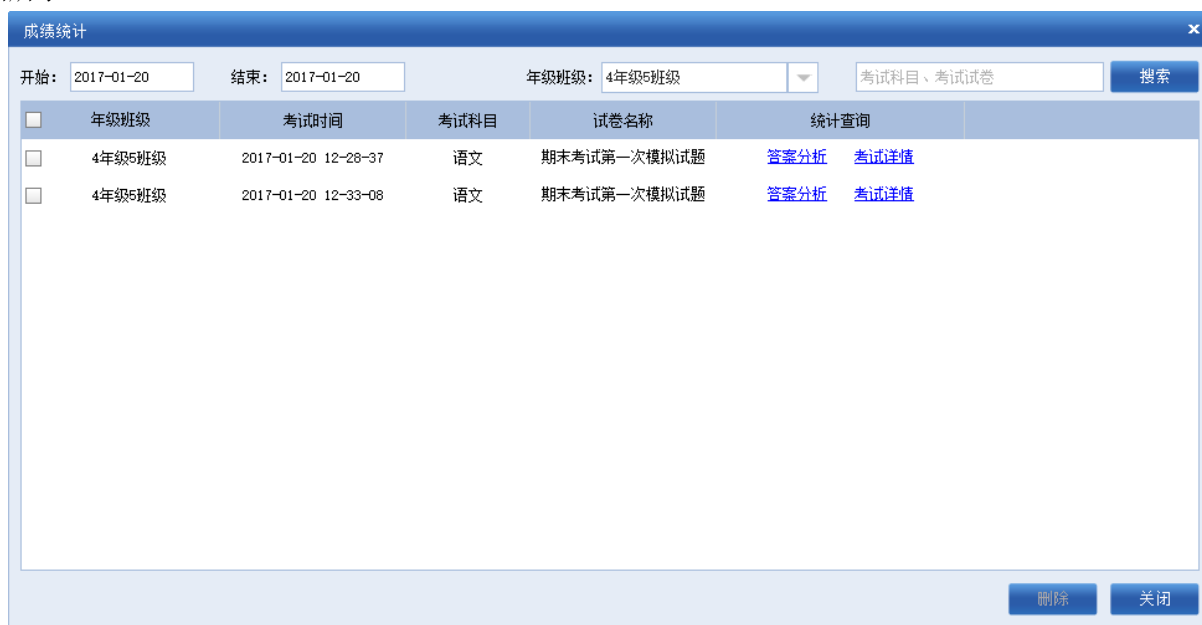 成绩统计
开始： 2017-01-20 结束： 2017-01-20 年级班级： 4年级5班级 考试科目、考试试卷 搜索
年级班级 考试时间 考试科目 试卷名称 统计查询
4年级5班级 2017-01-20 12-28-37 语文 期末考试第一次模拟试题 答案分析 考试详情
4年级5班级 2017-01-20 12-33-08 语文 期末考试第一次模拟试题 答案分析 考试详情
删除 关闭